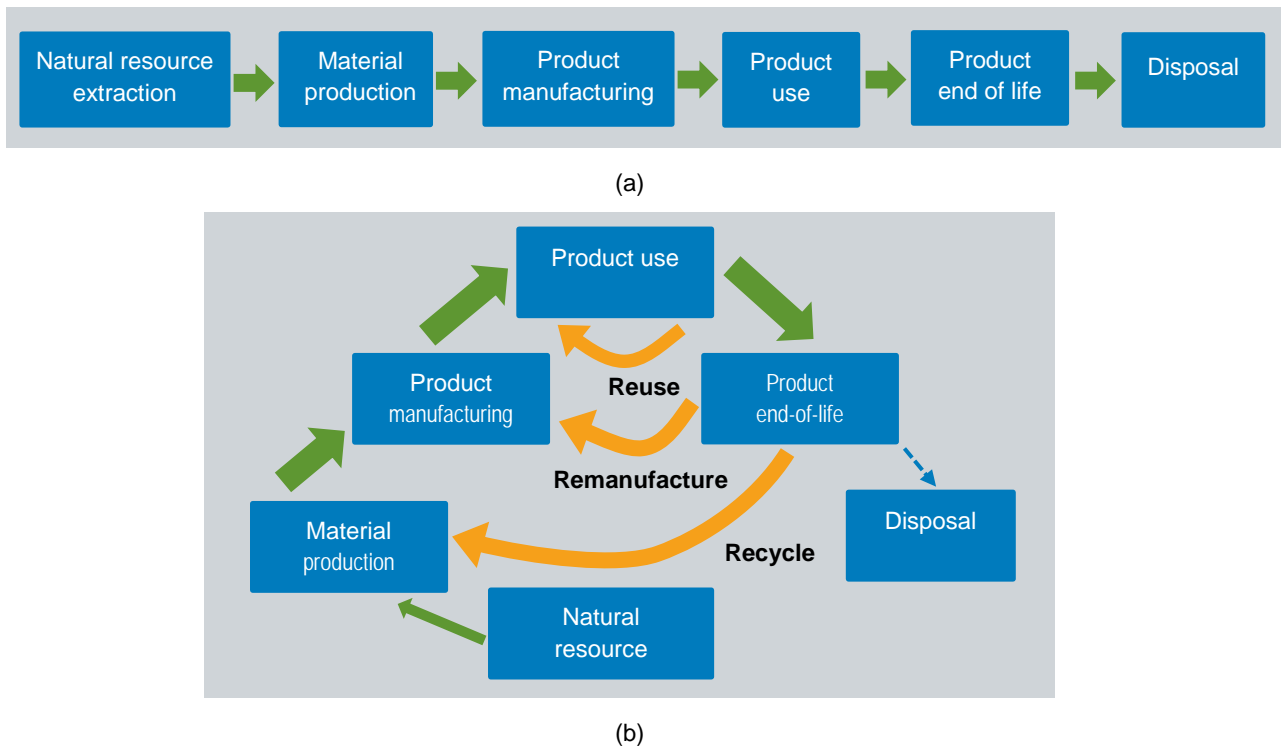 Natural resource
extraction
Material
production
Product
manufacturing
Product
use
Product
end of life
Disposal
(a)
Product use
Product
manufacturing
Reuse
Product
end-of-life
Remanufacture
Material
production
Recycle
Disposal
Natural
resource
(b)